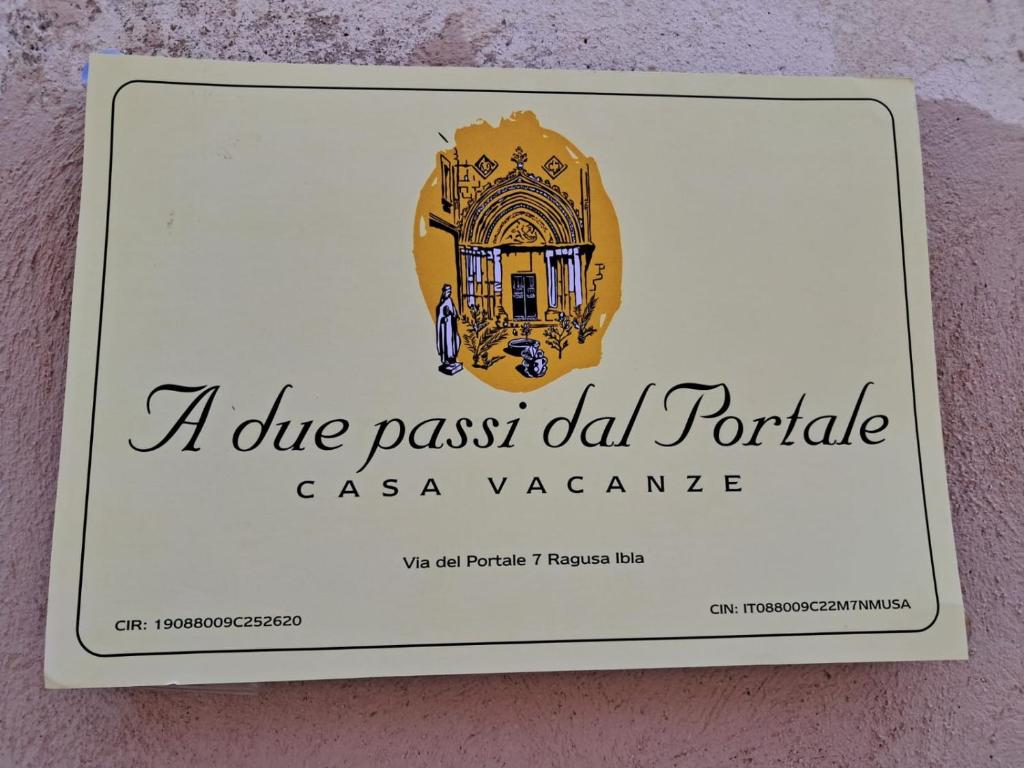 A due passi dal Portale
CASA VACANZE
Via del Portale 7 Ragusa Ibla
CIR: 19088009C252620
CIN: IT088009C22M7NMUSA